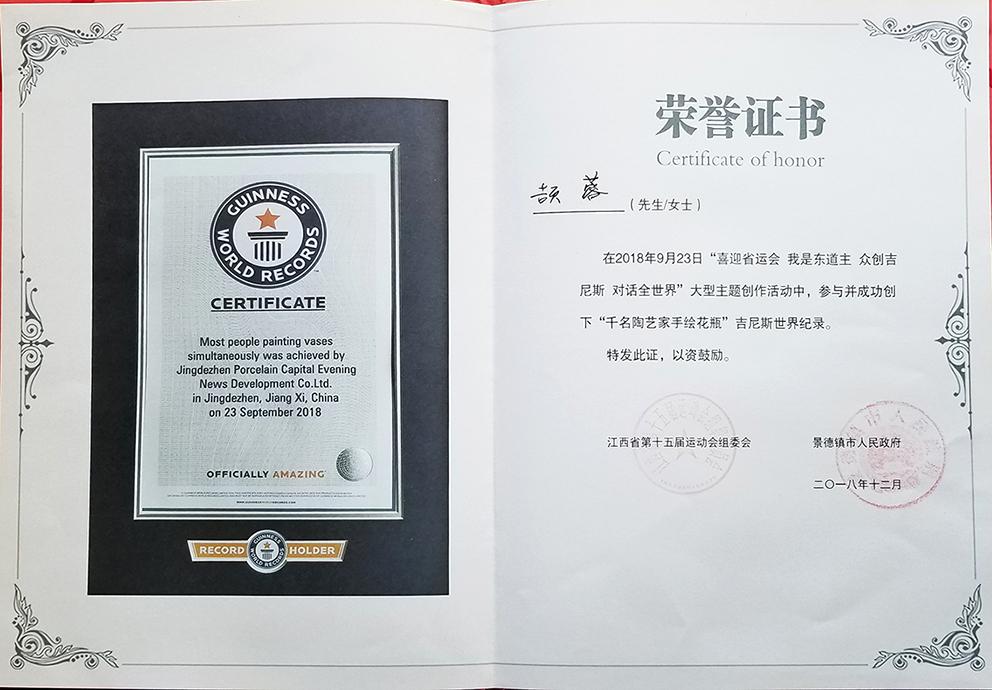 GUINNESS WORLD RECORDS
CERTIFICATE
Most people painting vases
simultaneously was achieved by
Jingdezhen Porcelain Capital Evening
News Development Co.Ltd.
in Jingdezhen, Jiang Xi, China
on 23 September 2018
OFFICIALLY AMAZING
RECORD
GUINNESS WORLD RECORDS
HOLDER
荣誉证书
Certificate of honor
蓉
（先生/女士）
在2018年9月23日“喜迎省运会 我是东道主 众创吉
尼斯 对话全世界”大型主题创作活动中，参与并成功创
下“千名陶艺家手绘花瓶”吉尼斯世界纪录。
特发此证，以资鼓励。
江西省第十五届运动会组委会
景德镇市人民政府
二〇一八年十二月